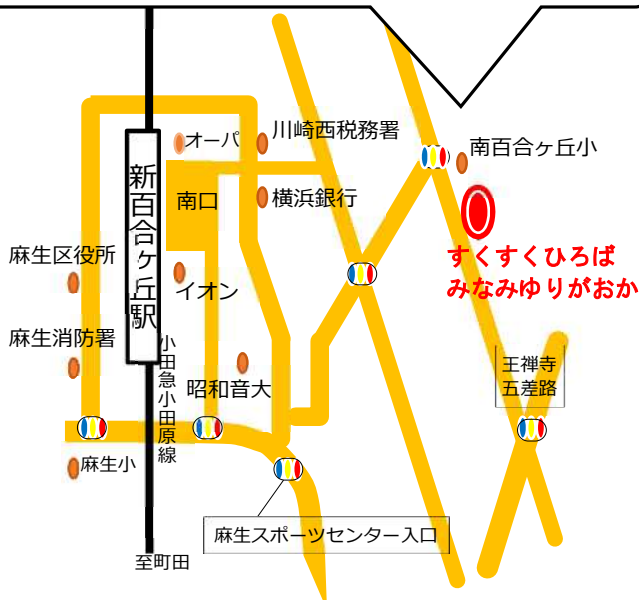 オーパ
川崎西税務署
南百合ヶ丘小
新百合ヶ丘駅
南口
横浜銀行
麻生区役所
すくすくひろば
みなみゆりがおか
イオン
麻生消防署
小田急小田原線
昭和音大
王禅寺
五差路
麻生小
麻生スポーツセンター入口
至町田